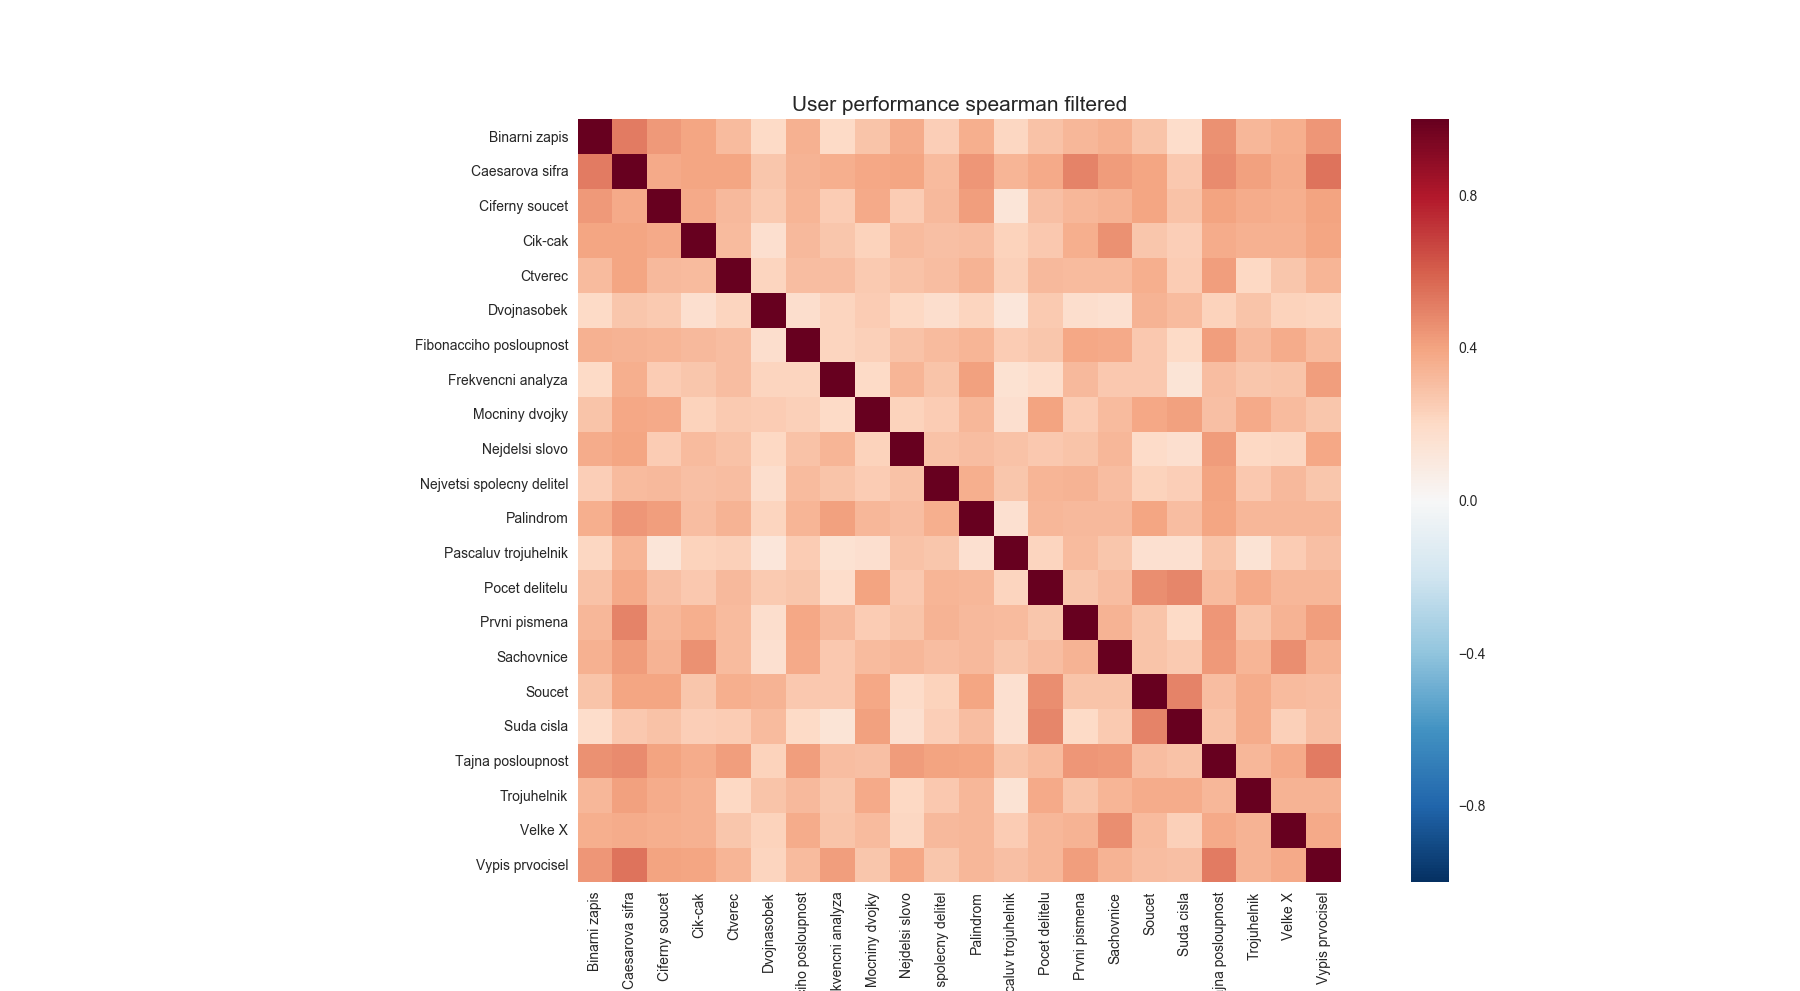 User performance spearman filtered
Binarni zapis
Caesarova sifra
Ciferny soucet
Cik-cak
Ctverec
Dvojnasobek
Fibonacciho posloupnost
Frekvencni analyza
Mocniny dvojky
Nejdelsi slovo
Nejvetsi spolecny delitel
Palindrom
Pascaluv trojuhelnik
Pocet delitelu
Prvni pismena
Sachovnice
Soucet
Suda cisla
Tajna posloupnost
Trojuhelnik
Velke X
Vypis prvocisel
Binarni zapis
Caesarova sifra
Ciferny soucet
Cik-cak
Ctverec
Dvojnasobek
ciho posloupnost
kvencni analyza
Mocniny dvojky
Nejdelsi slovo
spolecny delitel
Palindrom
caluv trojuhelnik
Pocet delitelu
Prvni pismena
Sachovnice
Soucet
Suda cisla
jna posloupnost
Trojuhelnik
Velke X
Vypis prvocisel
0.8
0.4
0.0
−0.4
−0.8